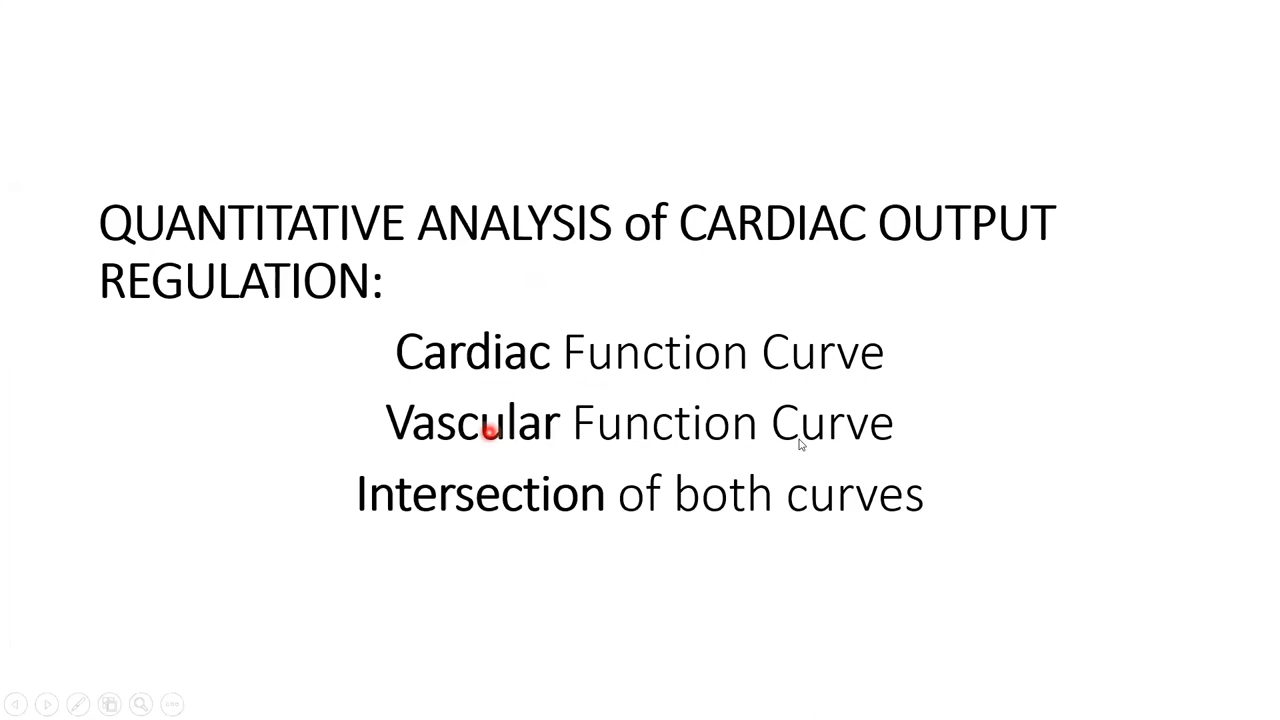 QUANTITATIVE ANALYSIS of CARDIAC OUTPUT
REGULATION:
Cardiac Function Curve
Vascular Function Curve
Intersection of both curves